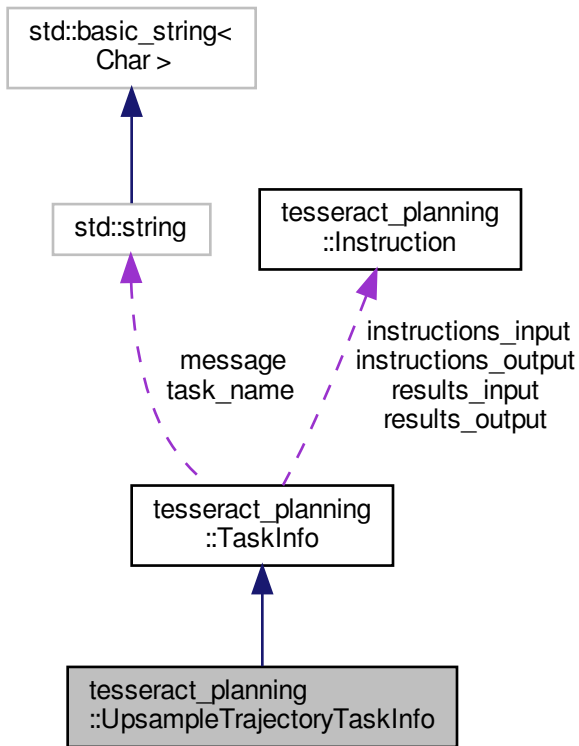 std::basic_string<
Char >
std::string
tesseract_planning
::Instruction
message
task_name
instructions_input
instructions_output
results_input
results_output
tesseract_planning
::TaskInfo
tesseract_planning
::UpsampleTrajectoryTaskInfo